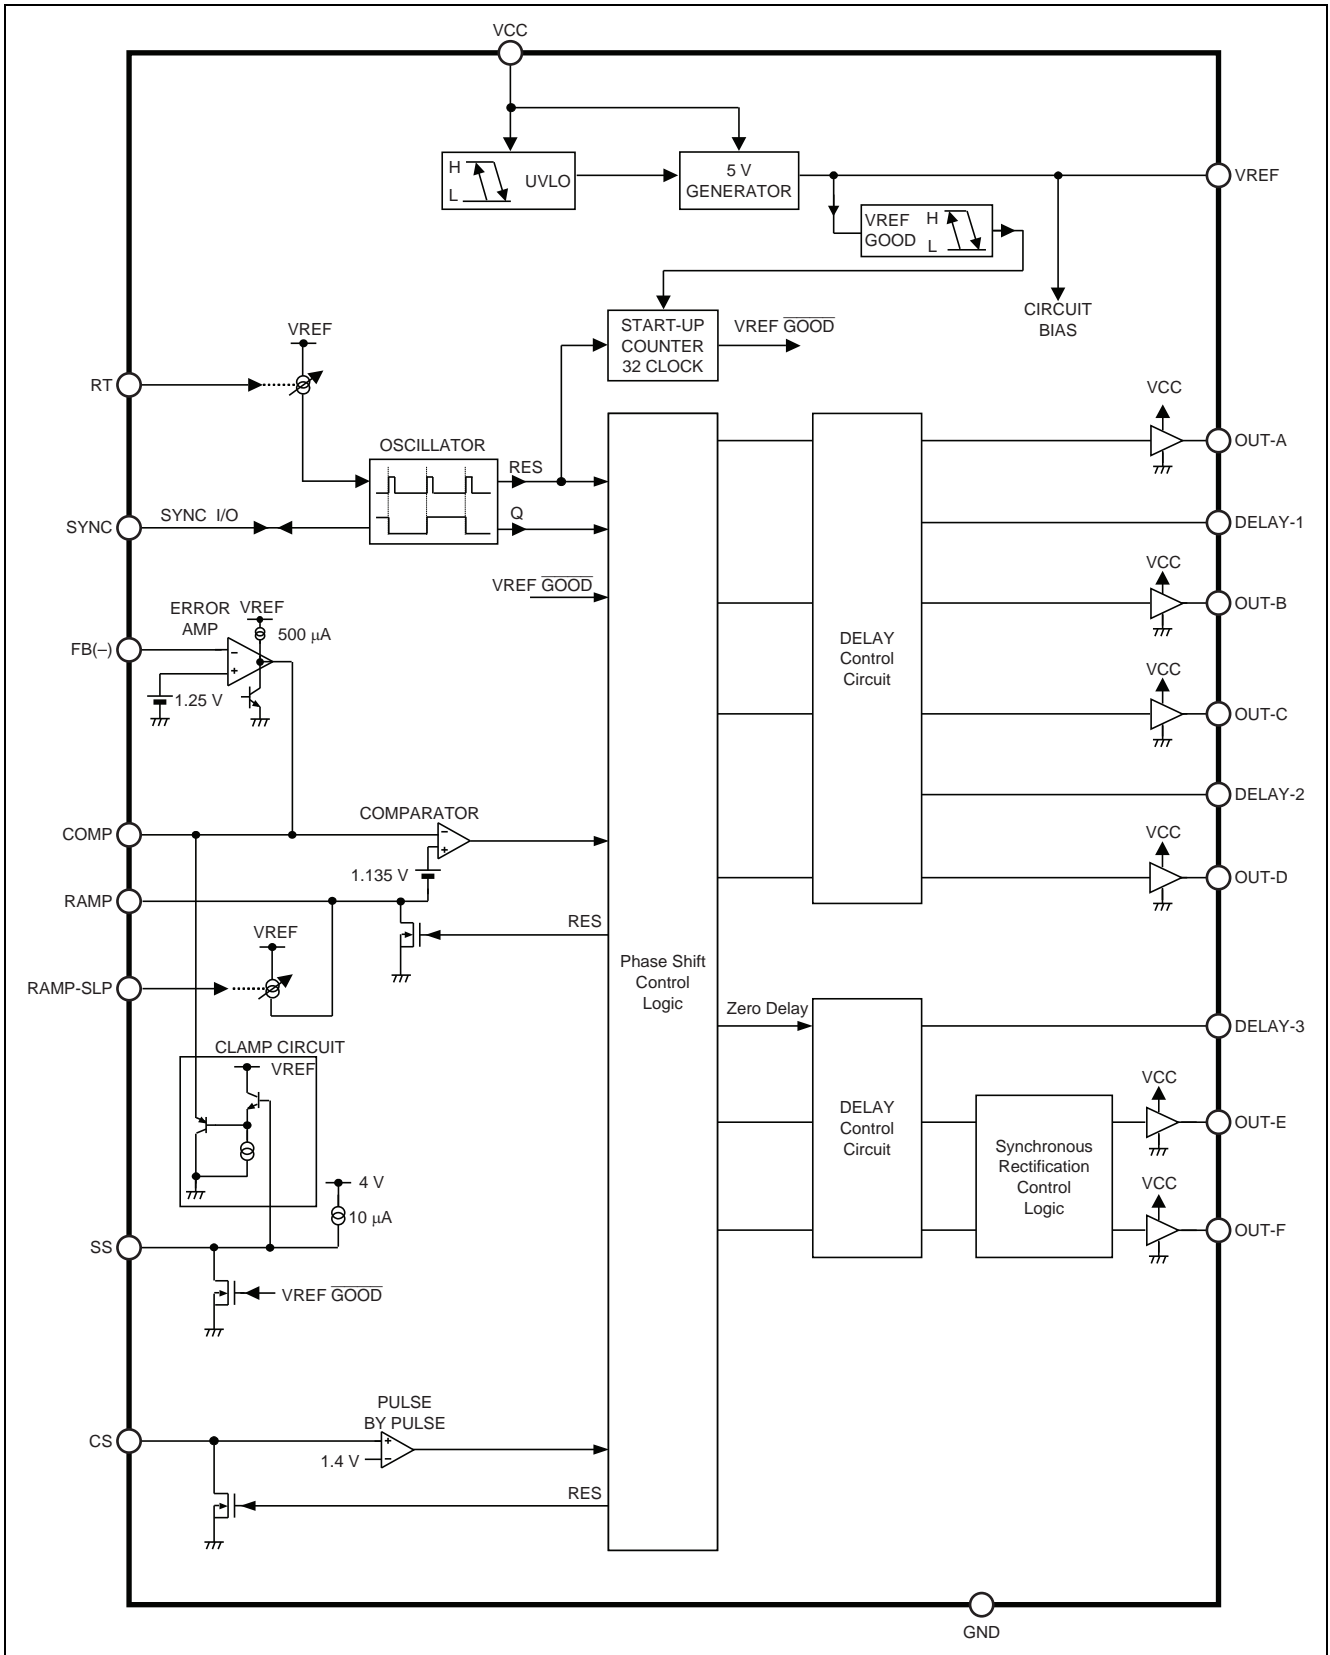 VCC
H
L
UVLO
5 V
GENERATOR
VREF
VREF
GOOD
H
L
CIRCUIT
BIAS
START-UP
COUNTER
32 CLOCK
VREF GOOD
VREF
RT
OSCILLATOR
RES
Q
SYNC
SYNC I/O
VREF GOOD
ERROR
AMP
VREF
500 μA
FB(–)
1.25 V
COMP
COMPARATOR
1.135 V
RAMP
RES
VREF
RAMP-SLP
CLAMP CIRCUIT
VREF
4 V
10 μA
SS
VREF GOOD
PULSE
BY PULSE
CS
1.4 V
RES
Phase Shift
Control
Logic
DELAY
Control
Circuit
VCC
OUT-A
DELAY-1
VCC
OUT-B
VCC
OUT-C
DELAY-2
VCC
OUT-D
Zero Delay
DELAY
Control
Circuit
DELAY-3
Synchronous
Rectification
Control
Logic
VCC
OUT-E
VCC
OUT-F
GND